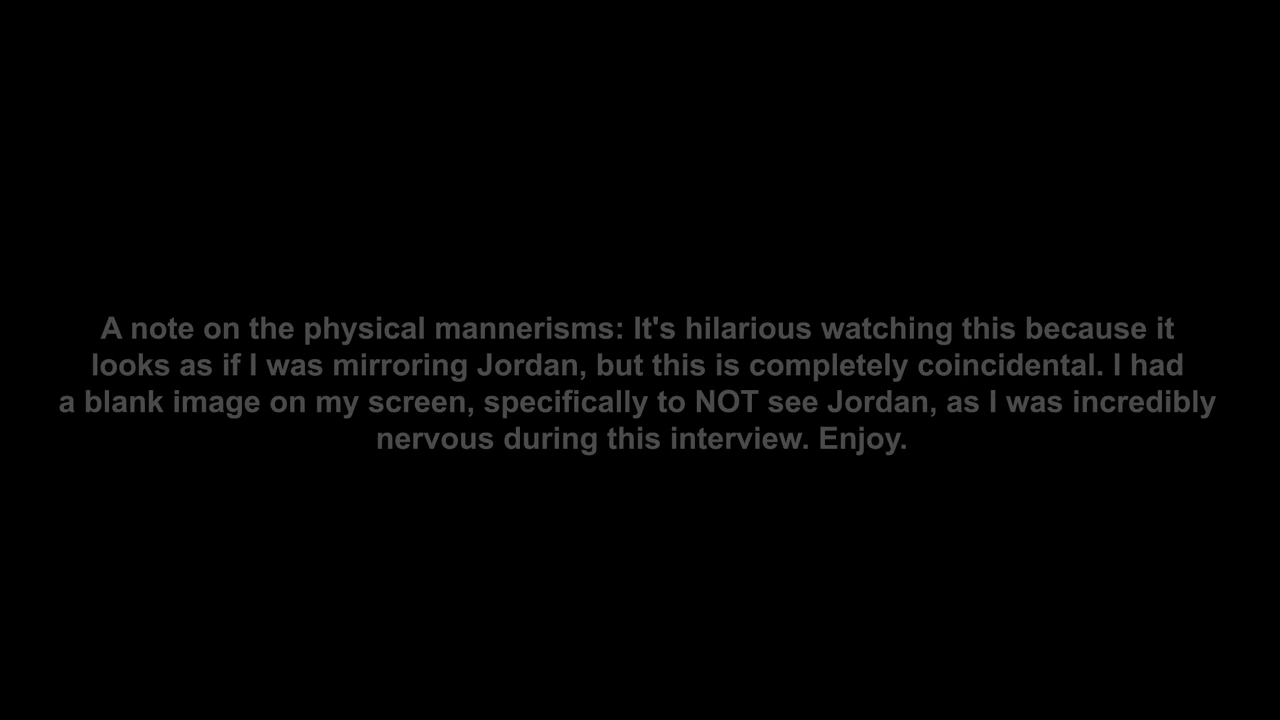 A note on the physical mannerisms: It's hilarious watching this because it
looks as if I was mirroring Jordan, but this is completely coincidental. I had
a blank image on my screen, specifically to NOT see Jordan, as I was incredibly
nervous during this interview. Enjoy.